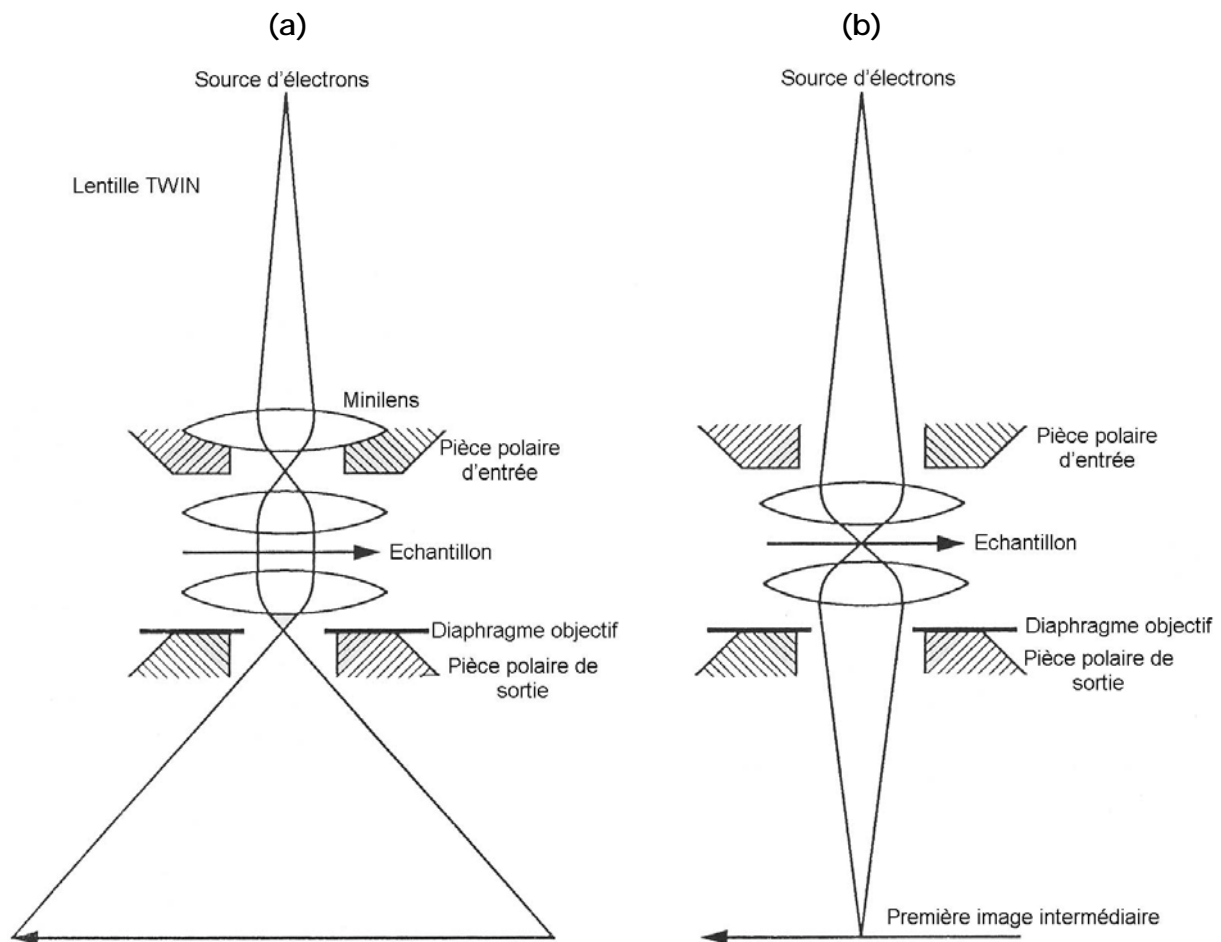 (a)
Source d'électrons
Lentille TWIN
Minilens
Pièce polaire
d'entrée
Echantillon
Diaphragme objectif
Pièce polaire de
sortie
(b)
Source d'électrons
Pièce polaire
d'entrée
Echantillon
Diaphragme objectif
Pièce polaire de
sortie
Première image intermédiaire